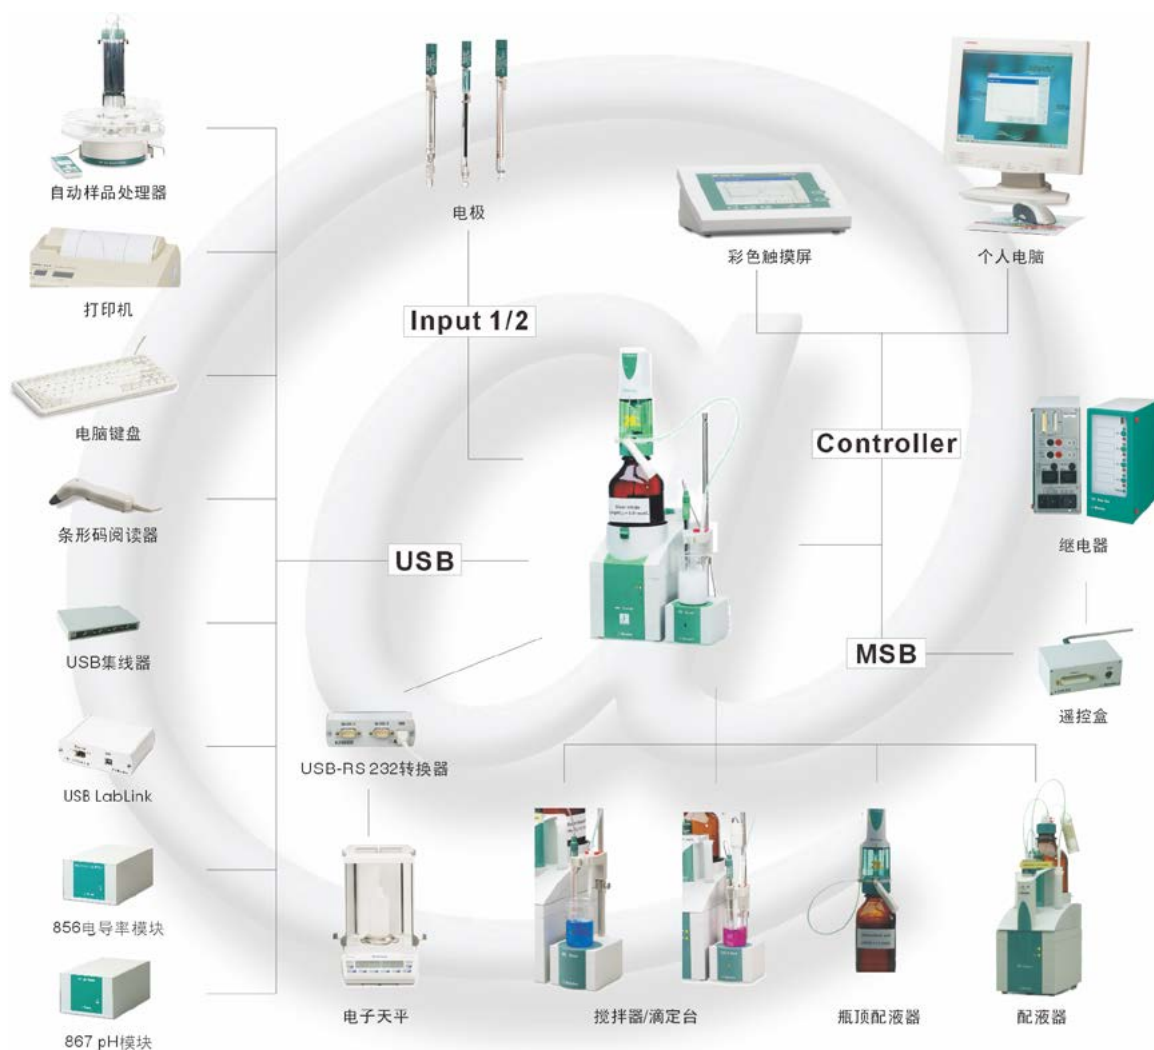 自动样品处理器
电极
彩色触摸屏
个人电脑
打印机
Input 1/2
电脑键盘
Controller
条形码阅读器
继电器
USB
USB集线器
MSB
遥控盒
USB-RS 232转换器
USB LabLink
856电导率模块
电子天平
搅拌器/滴定台
瓶顶配液器
配液器
867 pH模块